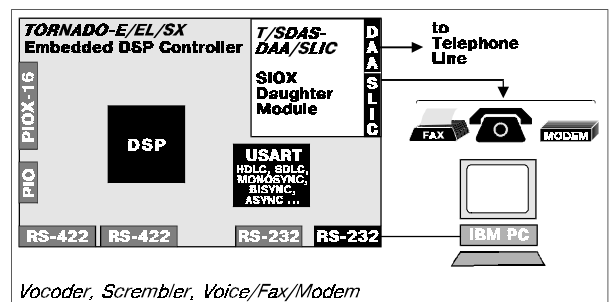 TORNADO-E/EL/SX
Embedded DSP Controller
T/SDAS-
DAA/SLIC
SIOX
Daughter
Module
DAA
SLIC
to
Telephone
Line
PIOX-16
PIO
DSP
USART
HDLC, SDLC,
MONOSYNC,
BISYNC,
ASYNC ...
FAX
MODEM
RS-422
RS-422
RS-232
RS-232
IBM PC
Vocoder, Scrembler, Voice/Fax/Modem